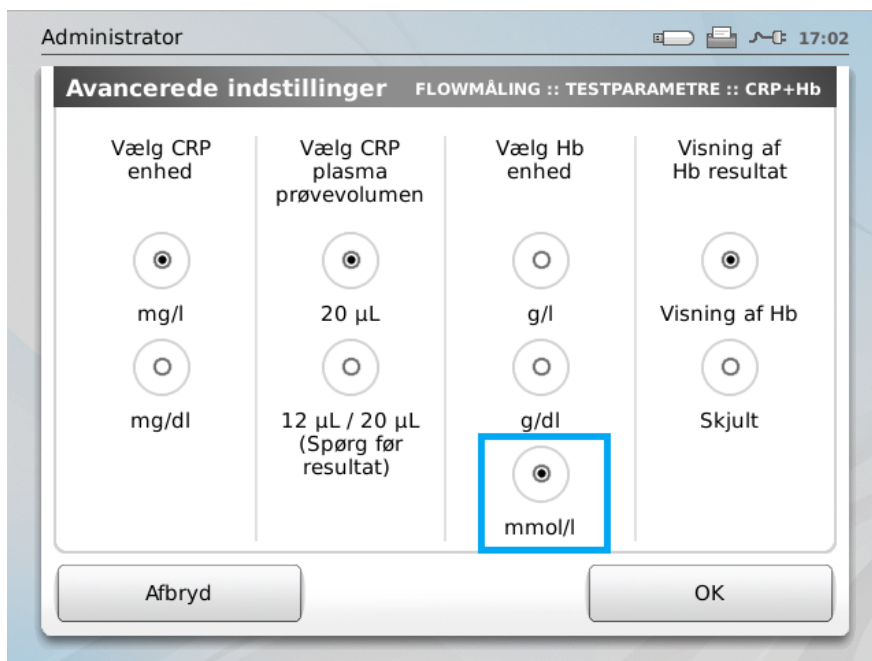 Administrator
17:02
Avancerede indstillinger FLOWMÅLING :: TESTPARAMETRE :: CRP+Hb
Vælg CRP
enhed
mg/l
mg/dl
Vælg CRP
plasma
prøvevolumen
20 µL
12 µL / 20 µL
(Spørg før
resultat)
Vælg Hb
enhed
g/l
g/dl
mmol/l
Visning af
Hb resultat
Visning af Hb
Skjult
Afbryd
OK